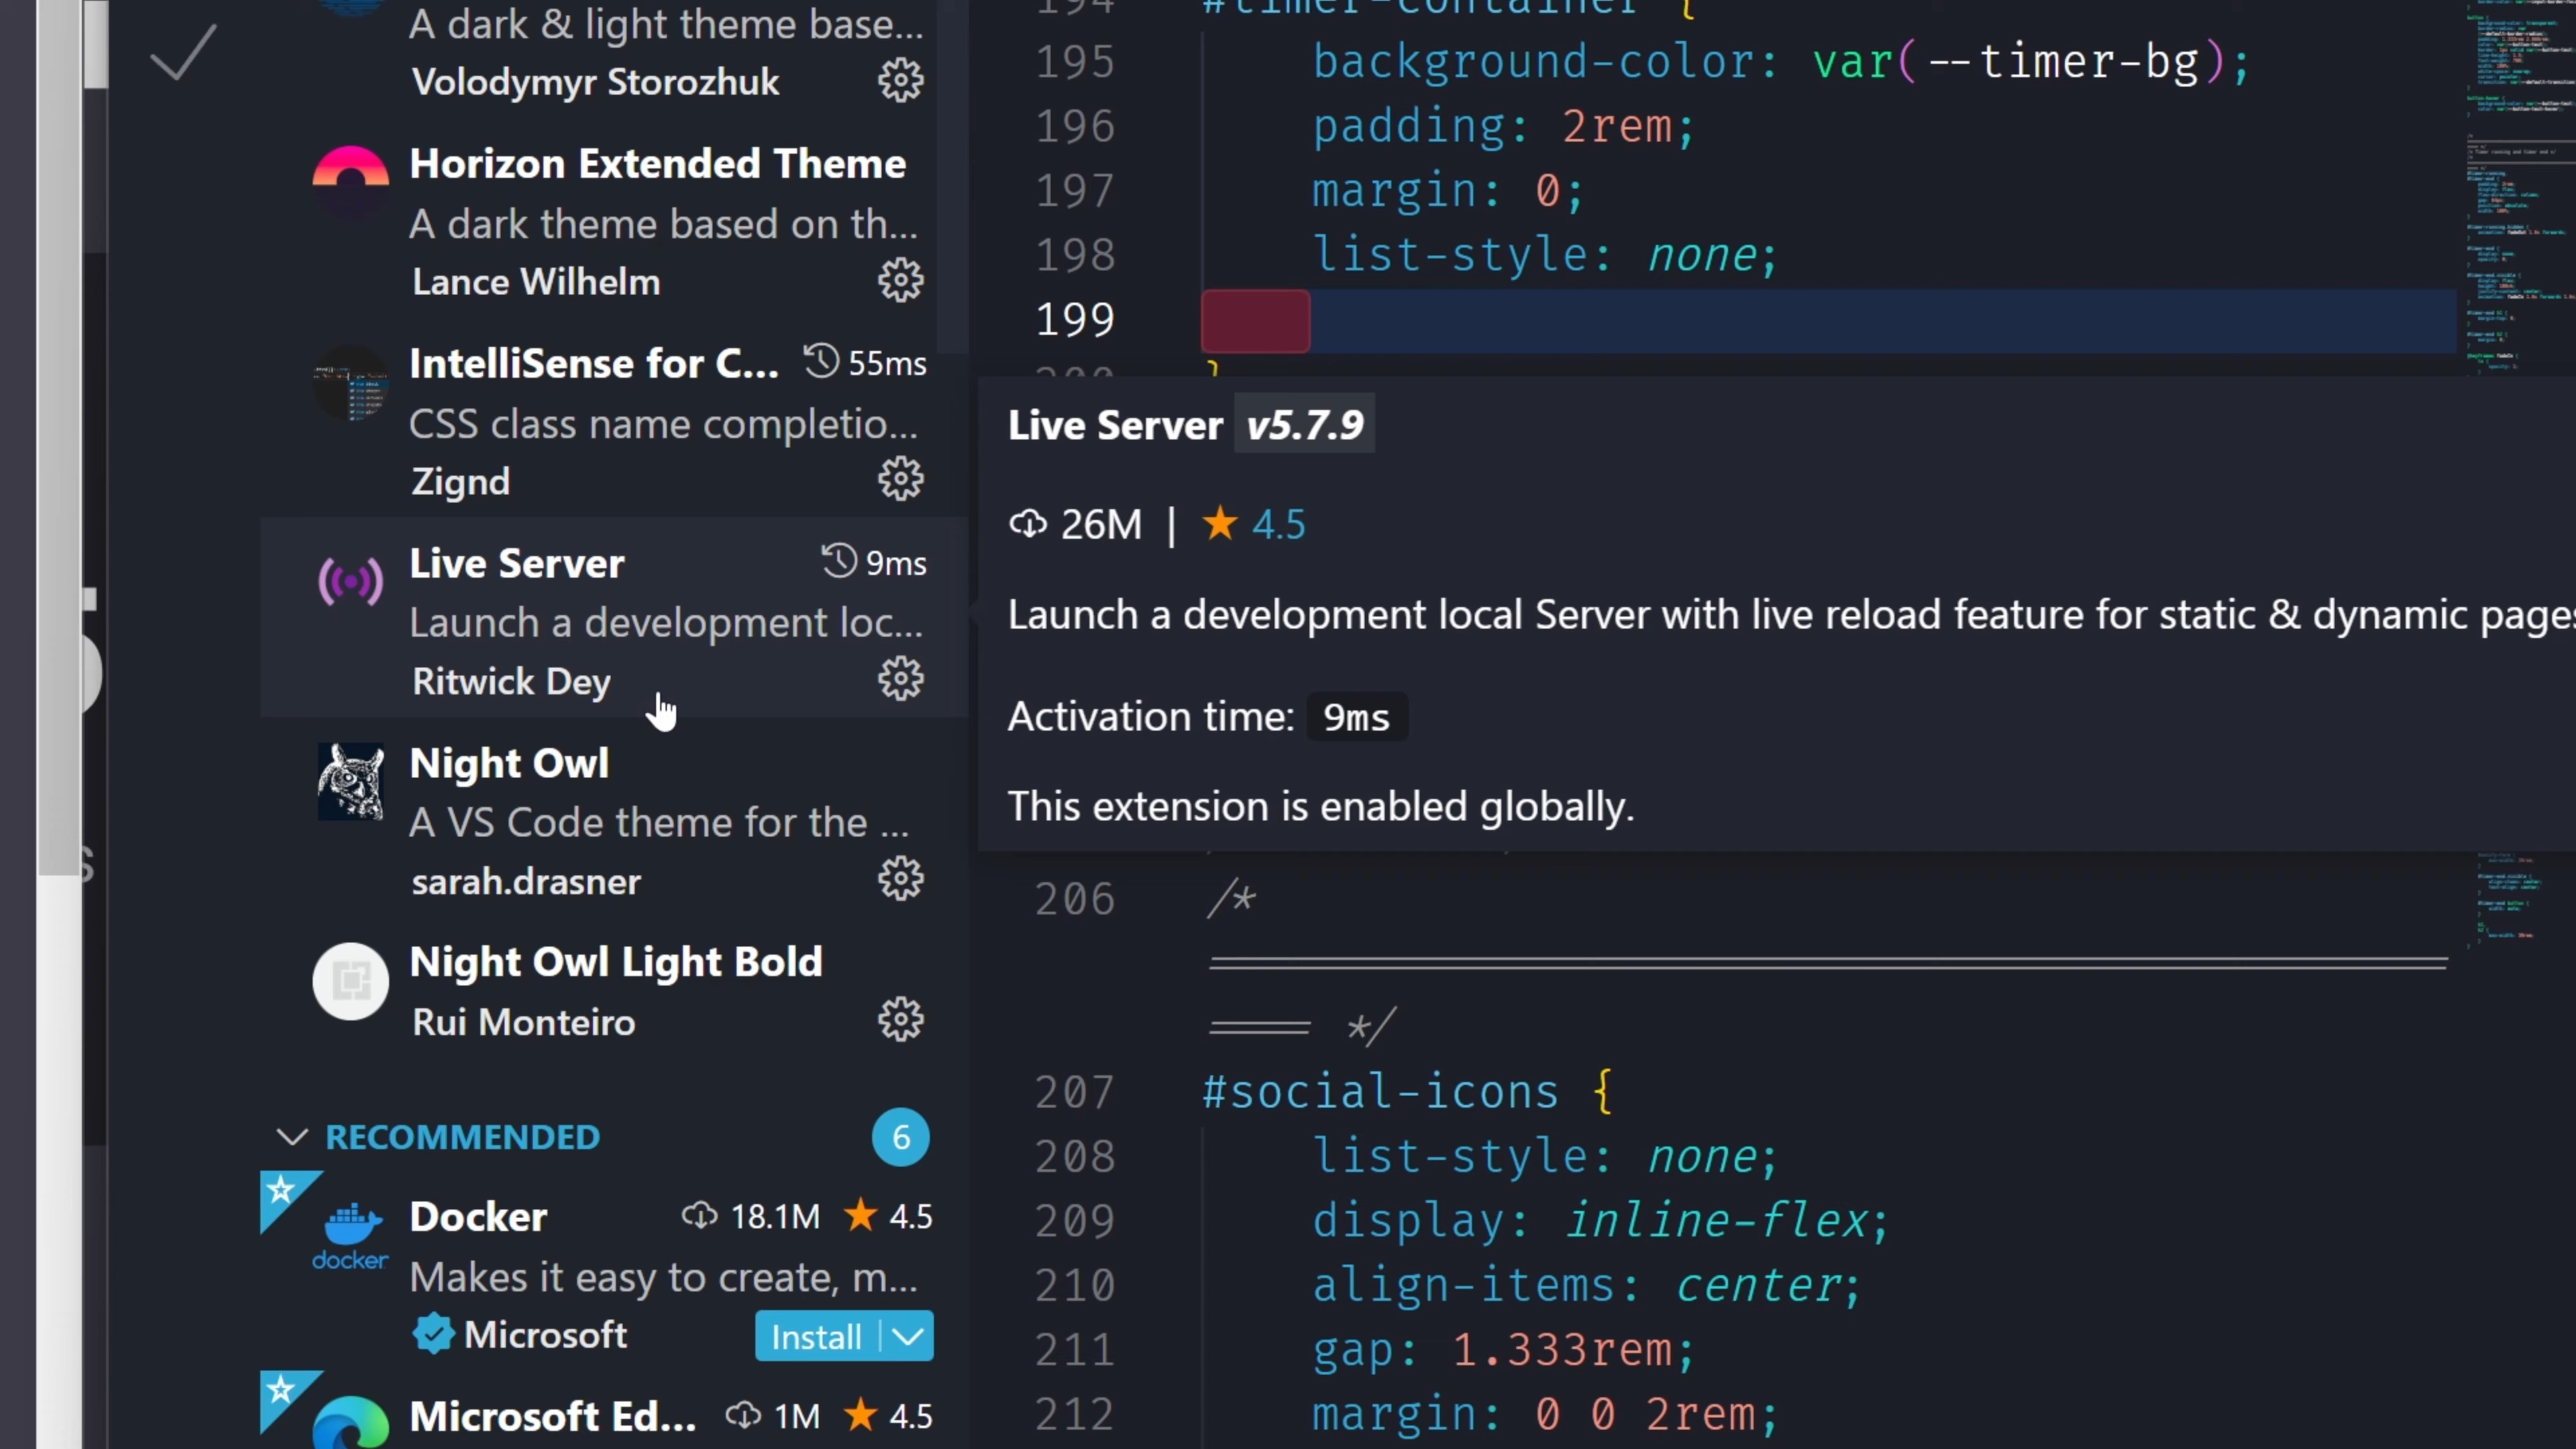 A dark & light theme base...
Volodymyr Storozhuk
Horizon Extended Theme
A dark theme based on th...
Lance Wilhelm
IntelliSense for C... 55ms
CSS class name completio...
Zignd
Live Server 9ms
Launch a development loc...
Ritwick Dey
Night Owl
A VS Code theme for the ...
sarah.drasner
Night Owl Light Bold
Rui Monteiro
RECOMMENDED 6
Docker 18.1M ★ 4.5
docker
Makes it easy to create, m...
Microsoft Install
Microsoft Ed... 1M ★ 4.5
194 #timer-container {
195 background-color: var(--timer-bg);
196 padding: 2rem;
197 margin: 0;
198 list-style: none;
199
200 }
Live Server v5.7.9
26M | ★ 4.5
Launch a development local Server with live reload feature for static & dynamic pages
Activation time: 9ms
This extension is enabled globally.
206 /*
==== */
207 #social-icons {
208 list-style: none;
209 display: inline-flex;
210 align-items: center;
211 gap: 1.333rem;
212 margin: 0 0 2rem;